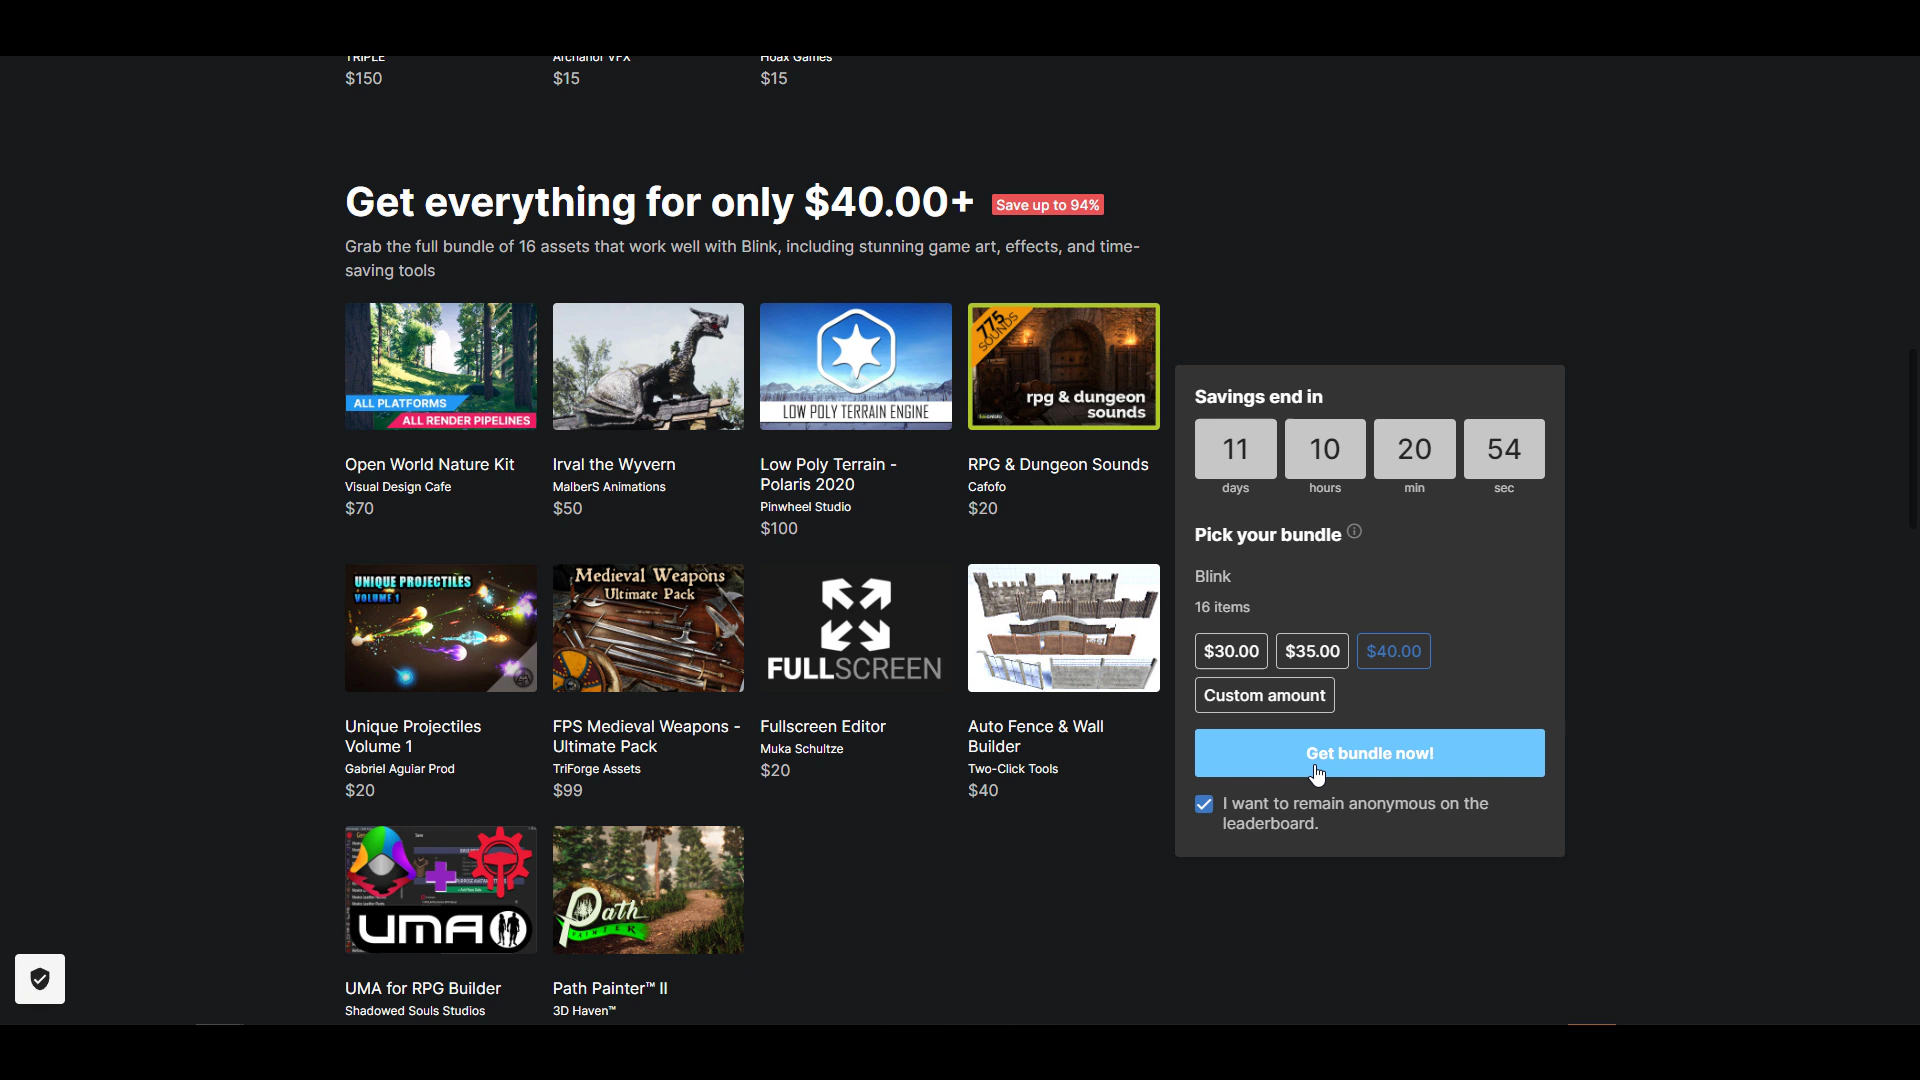 TRIPLE
Archanor VFX
Hoax Games
$150
$15
$15
Get everything for only $40.00+
Save up to 94%
Grab the full bundle of 16 assets that work well with Blink, including stunning game art, effects, and time-
saving tools
ALL PLATFORMS
ALL RENDER PIPELINES
LOW POLY TERRAIN ENGINE
775
SOUNDS
rpg & dungeon
sounds
Open World Nature Kit
Visual Design Cafe
$70
Irval the Wyvern
MalberS Animations
$50
Low Poly Terrain -
Polaris 2020
Pinwheel Studio
$100
RPG & Dungeon Sounds
Cafofo
$20
UNIQUE PROJECTILES
VOLUME 1
Medieval Weapons
Ultimate Pack
FULLSCREEN
Unique Projectiles
Volume 1
Gabriel Aguiar Prod
$20
FPS Medieval Weapons -
Ultimate Pack
TriForge Assets
$99
Fullscreen Editor
Muka Schultze
$20
Auto Fence & Wall
Builder
Two-Click Tools
$40
UMA
Path
PAINTER
UMA for RPG Builder
Shadowed Souls Studios
Path Painter™ II
3D Haven™
Savings end in
11
10
20
54
days
hours
min
sec
Pick your bundle
Blink
16 items
$30.00
$35.00
$40.00
Custom amount
Get bundle now!
I want to remain anonymous on the
leaderboard.